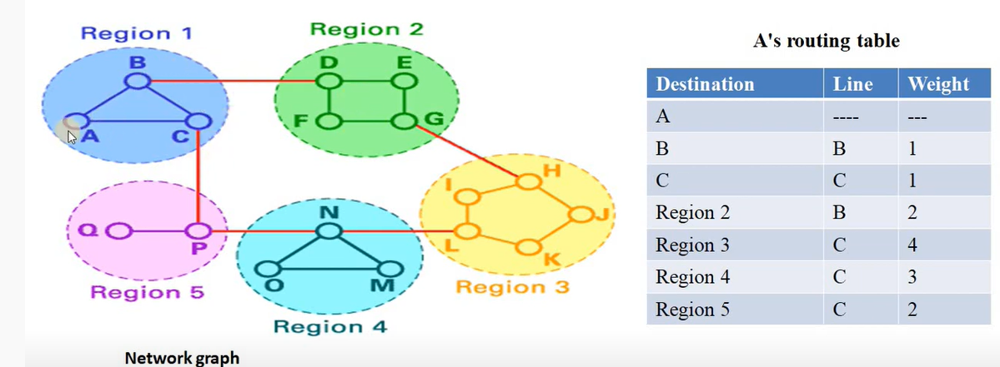 Region 1
Region 2
A's routing table
B
D
E
Destination Line Weight
A ---- ---
F
G
A
C
B B 1
H
C C 1
I
N
J
Region 2 B 2
Q
P
L
K
Region 3 C 4
O
M
Region 4 C 3
Region 5
Region 3
Region 5 C 2
Region 4
Network graph